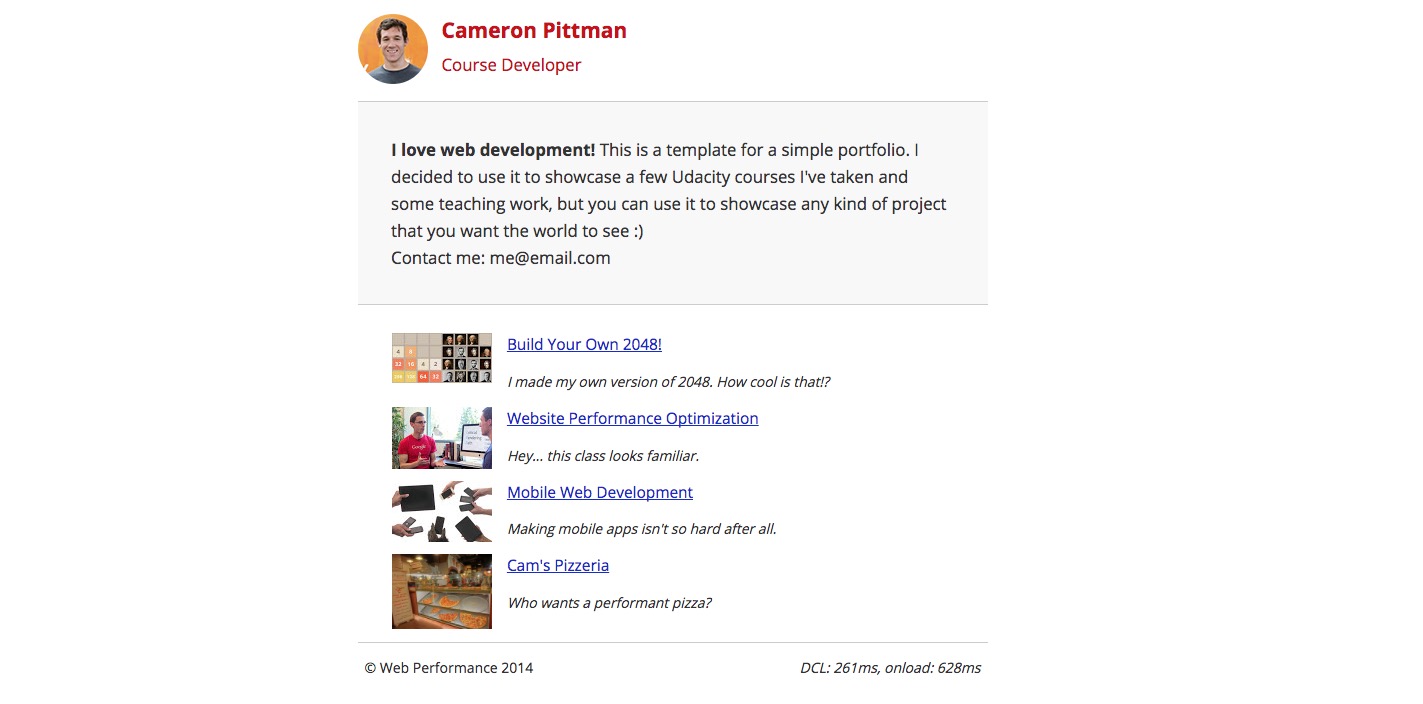 Cameron Pittman
Course Developer
I love web development! This is a template for a simple portfolio. I
decided to use it to showcase a few Udacity courses I've taken and
some teaching work, but you can use it to showcase any kind of project
that you want the world to see :)
Contact me: me@email.com
Build Your Own 2048!
I made my own version of 2048. How cool is that!?
Website Performance Optimization
Hey... this class looks familiar.
Mobile Web Development
Making mobile apps isn't so hard after all.
Cam's Pizzeria
Who wants a performant pizza?
© Web Performance 2014
DCL: 261ms, onload: 628ms